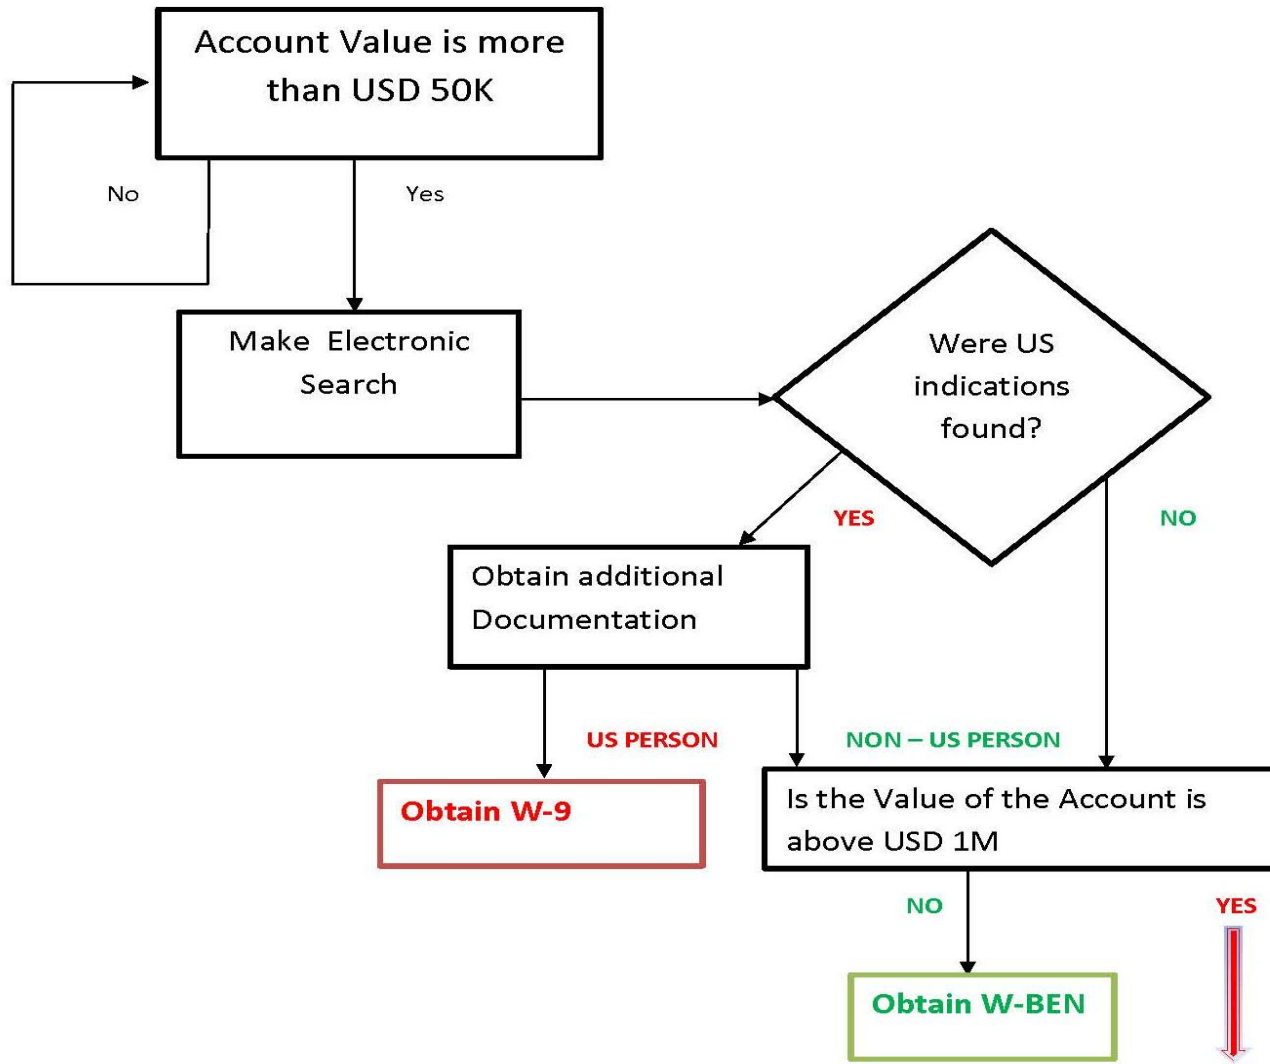 Account Value is more
than USD 50K
No
Yes
Make Electronic
Search
Were US
indications
found?
YES
NO
Obtain additional
Documentation
US PERSON
NON – US PERSON
Obtain W-9
Is the Value of the Account is
above USD 1M
NO
YES
Obtain W-BEN